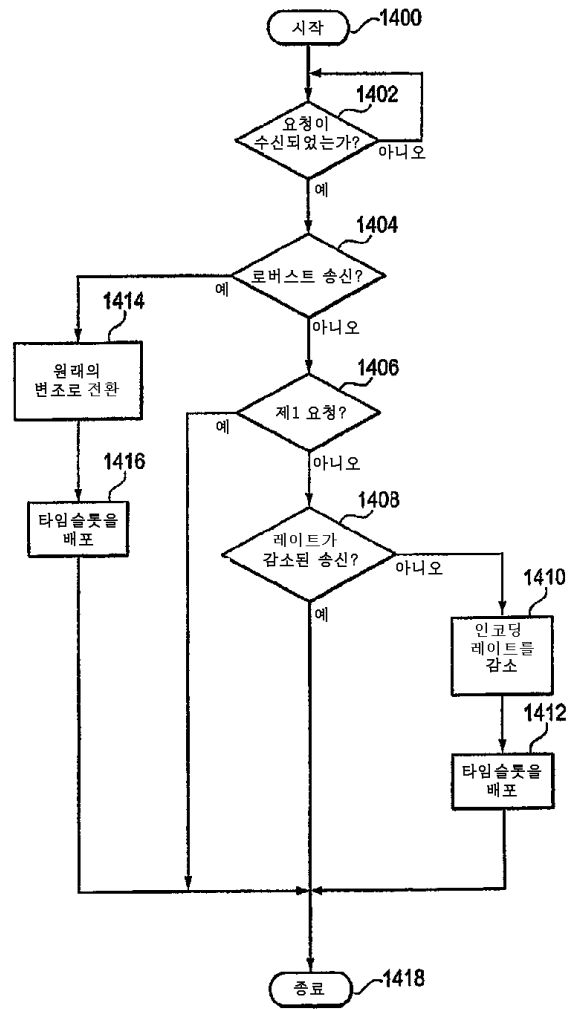 시작
1400
1402
요청이
수신되었는가?
아니오
예
1404
로버스트 송신?
예
아니오
1414
원래의
변조로 전환
1406
제1 요청?
예
아니오
1416
타임슬롯을
배포
1408
레이트가
감소된 송신?
아니오
예
1410
인코딩
레이트를
감소
1412
타임슬롯을
배포
종료
1418